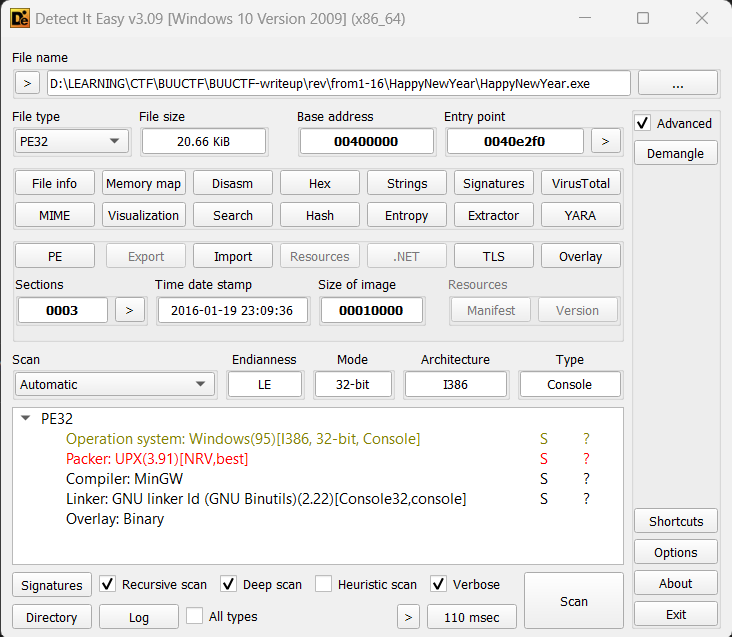 Detect It Easy v3.09 [Windows 10 Version 2009] (x86_64)
File name
> D:\LEARNING\CTF\BUUCTF\BUUCTF-writeup\rev\from1-16\HappyNewYear\HappyNewYear.exe ...
File type File size Base address Entry point Advanced
PE32 20.66 KiB 00400000 0040e2f0 >
Demangle
File info Memory map Disasm Hex Strings Signatures VirusTotal
MIME Visualization Search Hash Entropy Extractor YARA
PE Export Import Resources .NET TLS Overlay
Sections Time date stamp Size of image Resources
0003 > 2016-01-19 23:09:36 00010000 Manifest Version
Scan Endianness Mode Architecture Type
Automatic LE 32-bit I386 Console
PE32
Operation system: Windows(95)[I386, 32-bit, Console] S ?
Packer: UPX(3.91)[NRV,best] S ?
Compiler: MinGW S ?
Linker: GNU linker ld (GNU Binutils)(2.22)[Console32,console] S ?
Overlay: Binary
Shortcuts
Options
Signatures Recursive scan Deep scan Heuristic scan Verbose Scan About
Directory Log All types > 110 msec Exit